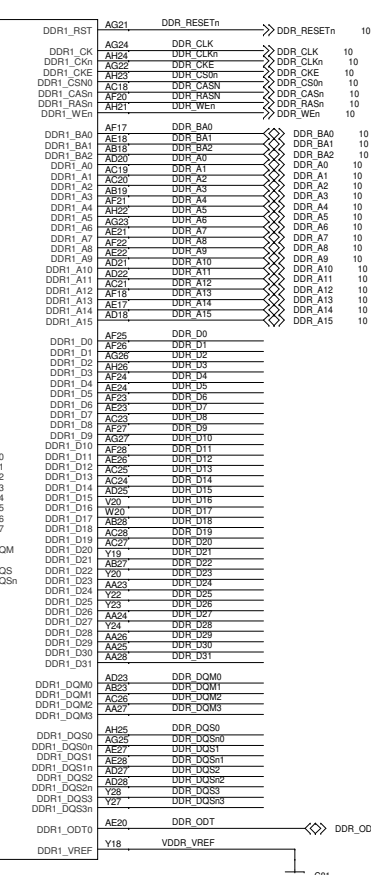 DDR1_RST AG21 DDR_RESETn DDR_RESETn 10
DDR1_CK AG24 DDR_CLK DDR_CLK 10
DDR1_CKn AH24 DDR_CLKn DDR_CLKn 10
DDR1_CKE AG22 DDR_CKE DDR_CKE 10
DDR1_CSN0 AH23 DDR_CS0n DDR_CS0n 10
DDR1_CASn AC18 DDR_CASN DDR_CASn 10
DDR1_RASn AF20 DDR_RASN DDR_RASn 10
DDR1_WEn AH21 DDR_WEn DDR_WEn 10
DDR1_BA0 AF17 DDR_BA0 DDR_BA0 10
DDR1_BA1 AE18 DDR_BA1 DDR_BA1 10
DDR1_BA2 AB18 DDR_BA2 DDR_BA2 10
DDR1_A0 AD20 DDR_A0 DDR_A0 10
DDR1_A1 AC19 DDR_A1 DDR_A1 10
DDR1_A2 AC20 DDR_A2 DDR_A2 10
DDR1_A3 AB19 DDR_A3 DDR_A3 10
DDR1_A4 AF21 DDR_A4 DDR_A4 10
DDR1_A5 AH22 DDR_A5 DDR_A5 10
DDR1_A6 AG23 DDR_A6 DDR_A6 10
DDR1_A7 AE21 DDR_A7 DDR_A7 10
DDR1_A8 AF22 DDR_A8 DDR_A8 10
DDR1_A9 AE22 DDR_A9 DDR_A9 10
DDR1_A10 AD21 DDR_A10 DDR_A10 10
DDR1_A11 AD22 DDR_A11 DDR_A11 10
DDR1_A12 AC21 DDR_A12 DDR_A12 10
DDR1_A13 AF18 DDR_A13 DDR_A13 10
DDR1_A14 AE17 DDR_A14 DDR_A14 10
DDR1_A15 AD18 DDR_A15 DDR_A15 10
DDR1_D0 AF25 DDR_D0
DDR1_D1 AF26 DDR_D1
DDR1_D2 AG26 DDR_D2
DDR1_D3 AH26 DDR_D3
DDR1_D4 AF24 DDR_D4
DDR1_D5 AE24 DDR_D5
DDR1_D6 AF23 DDR_D6
DDR1_D7 AE23 DDR_D7
DDR1_D8 AC23 DDR_D8
DDR1_D9 AF27 DDR_D9
DDR1_D10 AG27 DDR_D10
0 DDR1_D11 AF28 DDR_D11
1 DDR1_D12 AE26 DDR_D12
2 DDR1_D13 AC25 DDR_D13
3 DDR1_D14 AC24 DDR_D14
4 DDR1_D15 AD25 DDR_D15
5 DDR1_D16 V20 DDR_D16
6 DDR1_D17 W20 DDR_D17
7 DDR1_D18 AB28 DDR_D18
DDR1_D19 AC28 DDR_D19
QM DDR1_D20 AC27 DDR_D20
DDR1_D21 Y19 DDR_D21
QS DDR1_D22 AB27 DDR_D22
QSn DDR1_D23 Y20 DDR_D23
DDR1_D24 AA23 DDR_D24
DDR1_D25 Y22 DDR_D25
DDR1_D26 Y23 DDR_D26
DDR1_D27 AA24 DDR_D27
DDR1_D28 Y24 DDR_D28
DDR1_D29 AA26 DDR_D29
DDR1_D30 AA25 DDR_D30
DDR1_D31 AA28 DDR_D31
DDR1_DQM0 AD23 DDR_DQM0
DDR1_DQM1 AB23 DDR_DQM1
DDR1_DQM2 AC26 DDR_DQM2
DDR1_DQM3 AA27 DDR_DQM3
DDR1_DQS0 AH25 DDR_DQS0
DDR1_DQS0n AG25 DDR_DQSn0
DDR1_DQS1 AE27 DDR_DQS1
DDR1_DQS1n AE28 DDR_DQSn1
DDR1_DQS2 AD27 DDR_DQS2
DDR1_DQS2n AD28 DDR_DQSn2
DDR1_DQS3 Y28 DDR_DQS3
DDR1_DQS3n Y27 DDR_DQSn3
DDR1_ODT0 AE20 DDR_ODT DDR_OD
DDR1_VREF Y18 VDDR_VREF